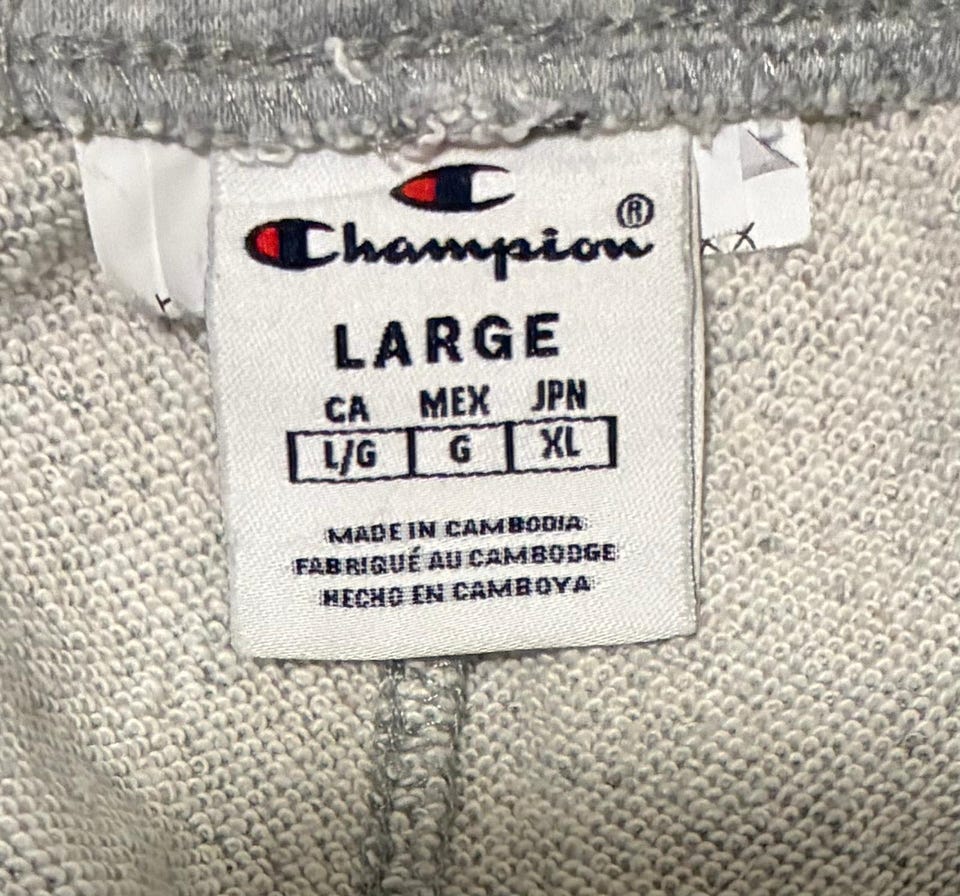 Champion®
LARGE
CA MEX JPN
L/G G XL
MADE IN CAMBODIA
FABRIQUÉ AU CAMBODGE
HECHO EN CAMBOYA